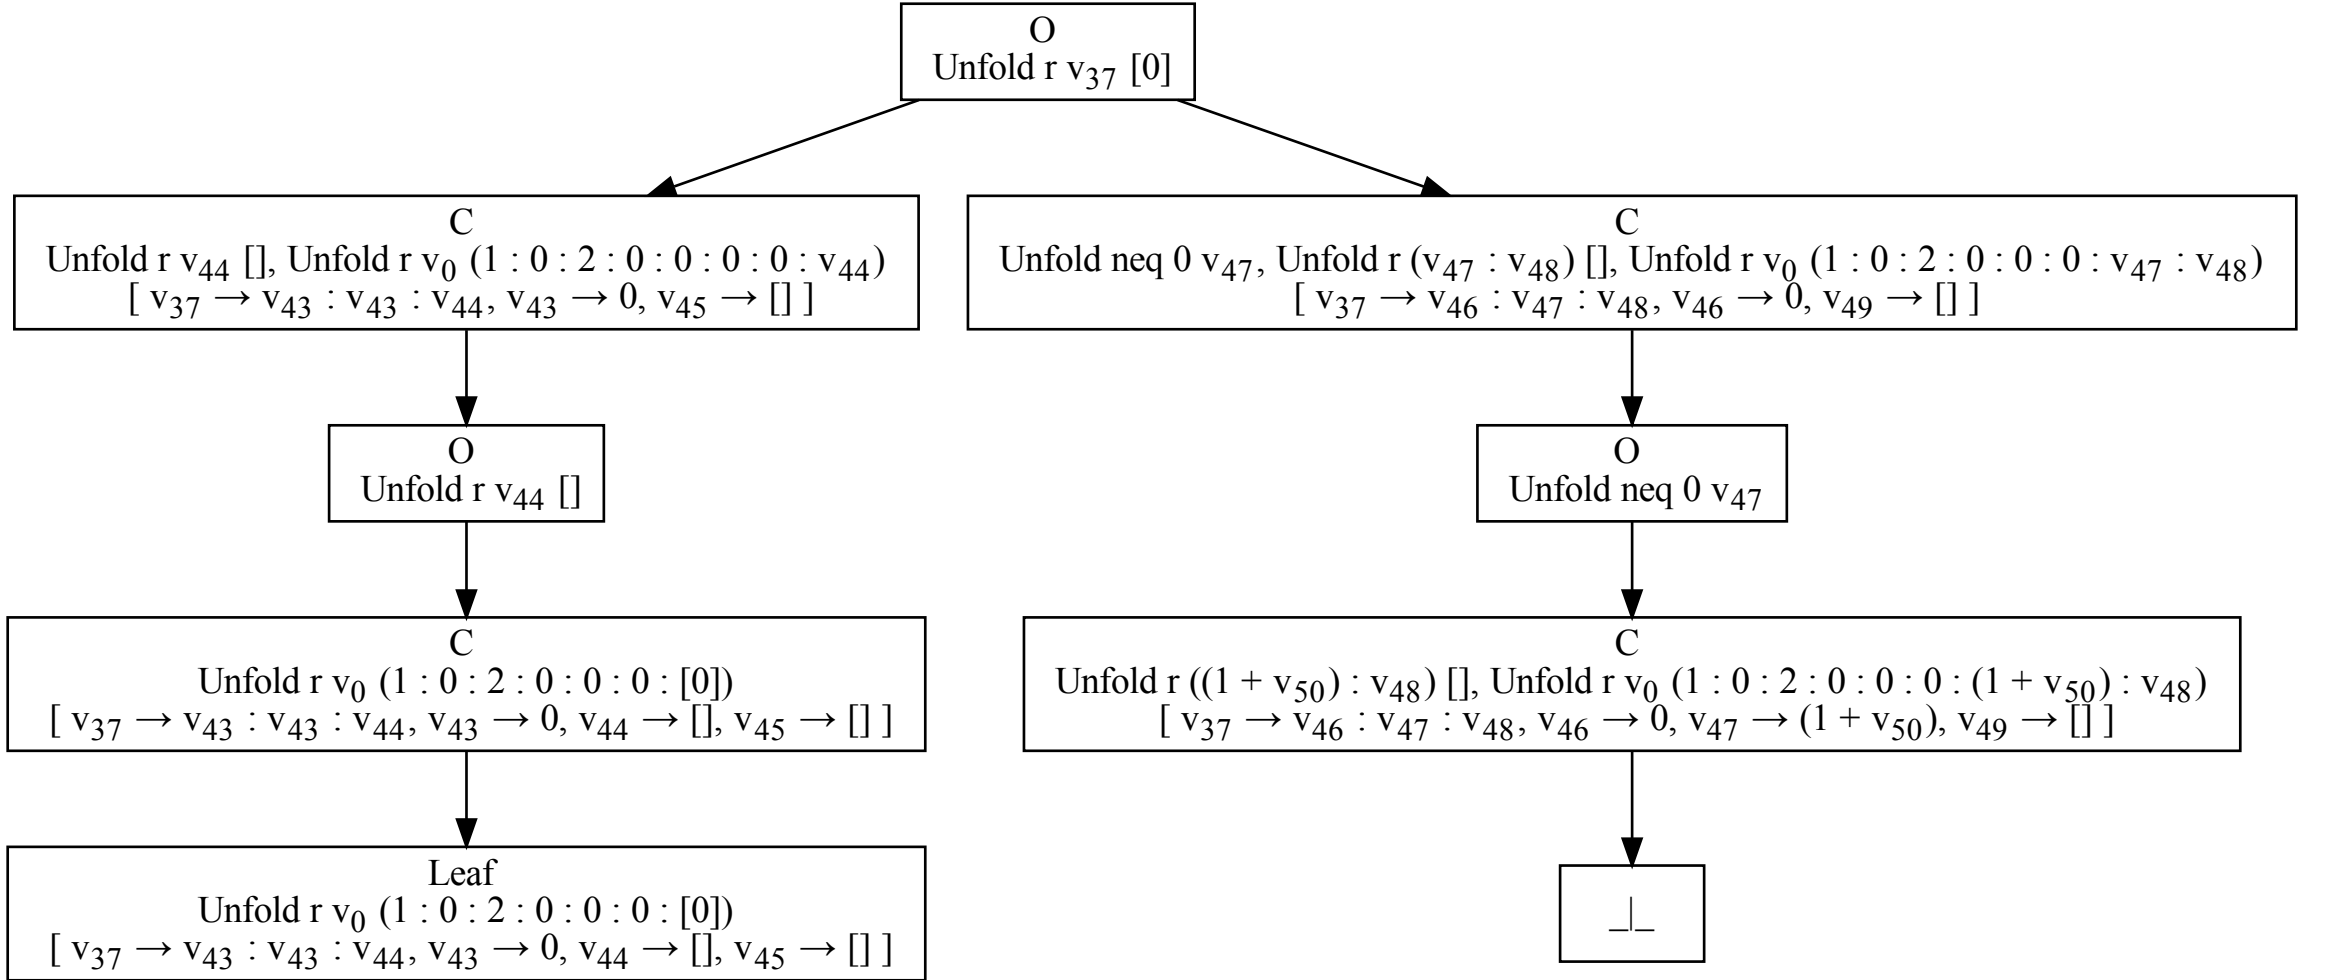 O
Unfold r v₃₇ [0]
C
Unfold r v₄₄ [], Unfold r v₀ (1 : 0 : 2 : 0 : 0 : 0 : 0 : v₄₄)
[ v₃₇ → v₄₃ : v₄₃ : v₄₄, v₄₃ → 0, v₄₅ → [] ]
C
Unfold neq 0 v₄₇, Unfold r (v₄₇ : v₄₈) [], Unfold r v₀ (1 : 0 : 2 : 0 : 0 : 0 : v₄₇ : v₄₈)
[ v₃₇ → v₄₆ : v₄₇ : v₄₈, v₄₆ → 0, v₄₉ → [] ]
O
Unfold r v₄₄ []
O
Unfold neq 0 v₄₇
C
Unfold r v₀ (1 : 0 : 2 : 0 : 0 : 0 : [0])
[ v₃₇ → v₄₃ : v₄₃ : v₄₄, v₄₃ → 0, v₄₄ → [], v₄₅ → [] ]
C
Unfold r ((1 + v₅₀) : v₄₈) [], Unfold r v₀ (1 : 0 : 2 : 0 : 0 : 0 : (1 + v₅₀) : v₄₈)
[ v₃₇ → v₄₆ : v₄₇ : v₄₈, v₄₆ → 0, v₄₇ → (1 + v₅₀), v₄₉ → [] ]
Leaf
Unfold r v₀ (1 : 0 : 2 : 0 : 0 : 0 : [0])
[ v₃₇ → v₄₃ : v₄₃ : v₄₄, v₄₃ → 0, v₄₄ → [], v₄₅ → [] ]
_|_